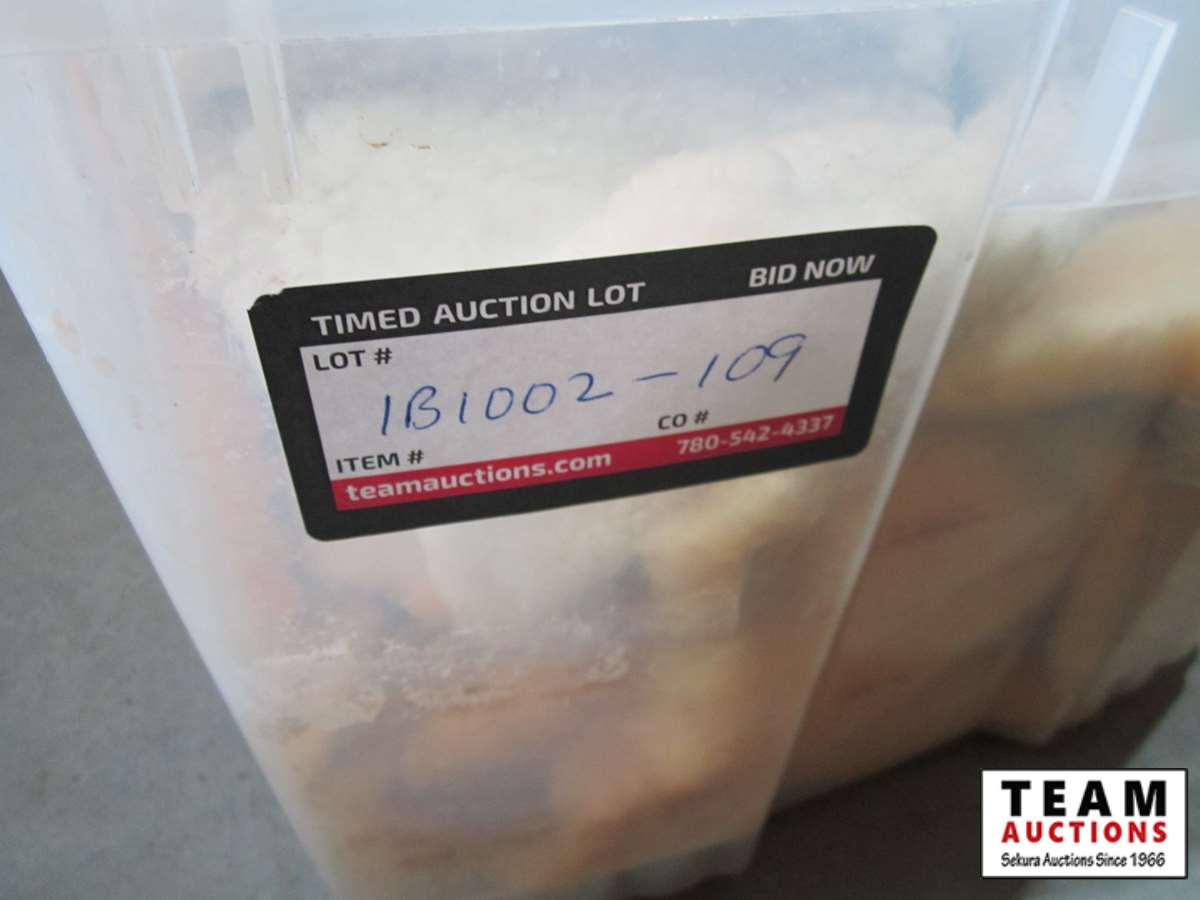 TIMED AUCTION LOT BID NOW
LOT #
1B1002-109
ITEM # CO #
teamauctions.com 780-542-4337
TEAM
AUCTIONS
Sekura Auctions Since 1966